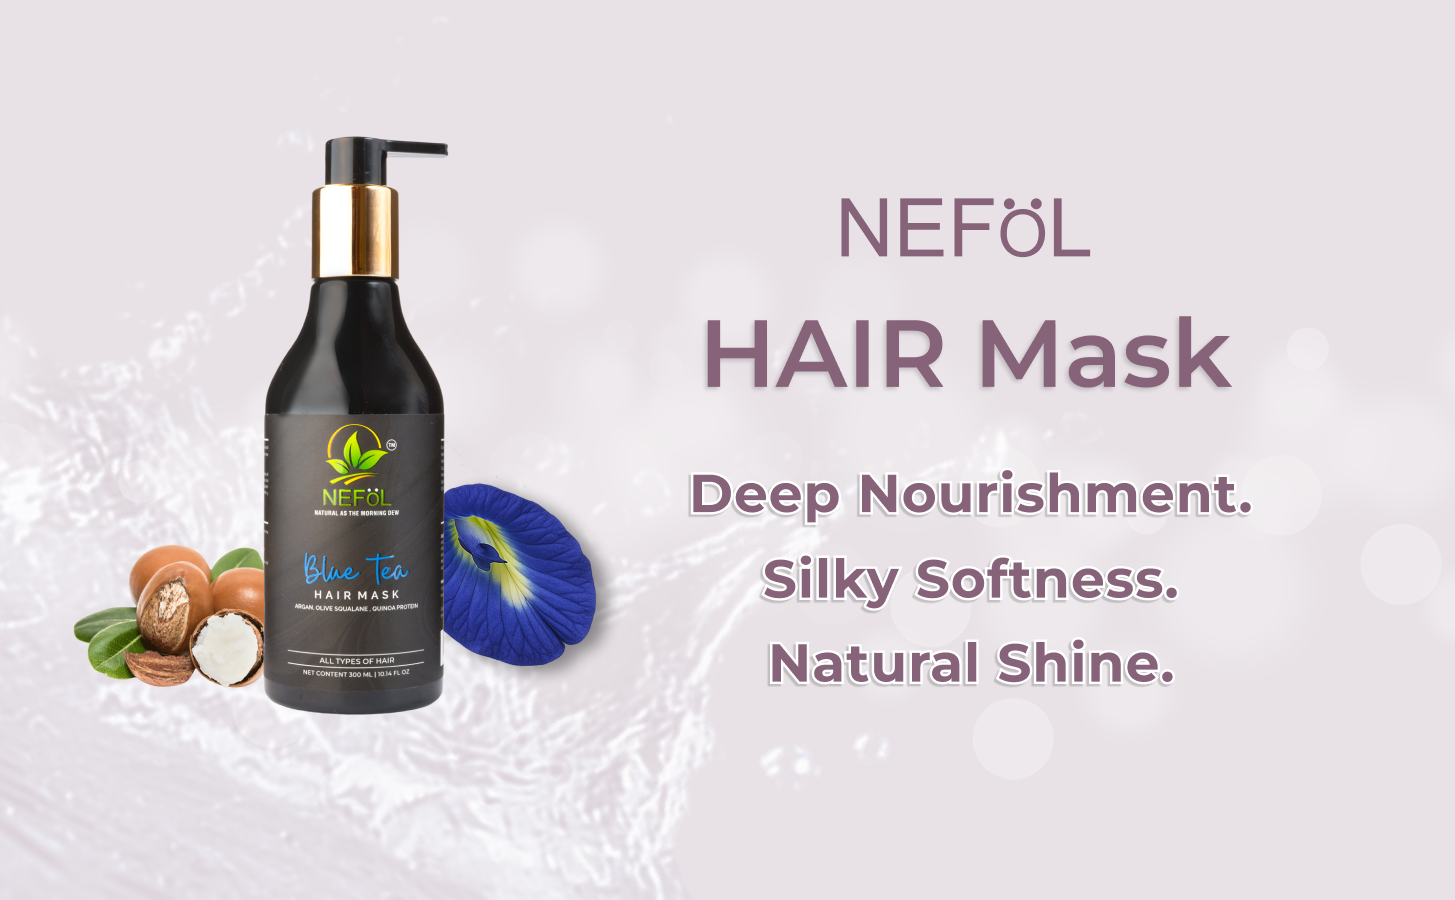 NEFöL
TM
NATURAL AS THE MORNING DEW
Blue Tea
HAIR MASK
ARGAN, OLIVE SQUALANE , QUINOA PROTEIN
ALL TYPES OF HAIR
NET CONTENT 300 ML | 10.14 FL OZ
NEFöL
HAIR Mask
Deep Nourishment.
Silky Softness.
Natural Shine.